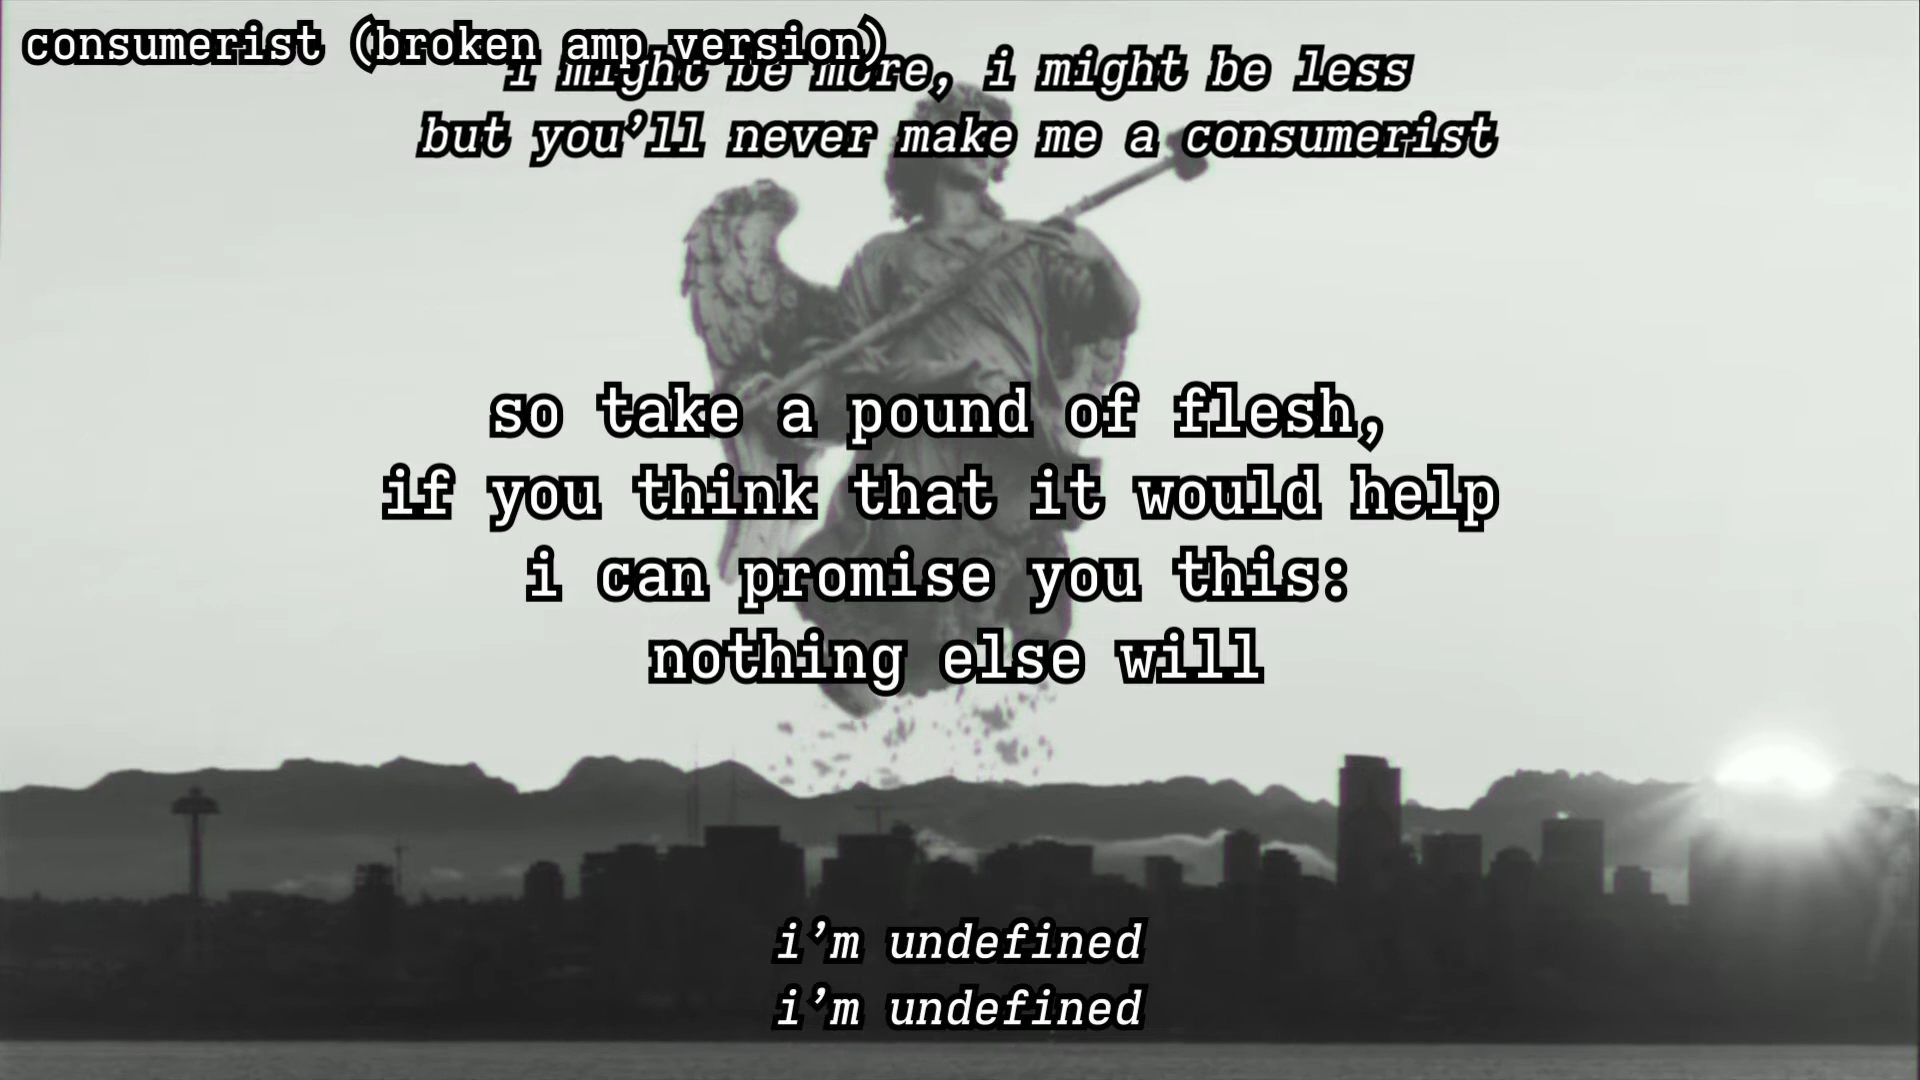 consumerist (broken amp version)
i might be more, i might be less
but you’ll never make me a consumerist
so take a pound of flesh,
if you think that it would help
i can promise you this:
nothing else will
i’m undefined
i’m undefined